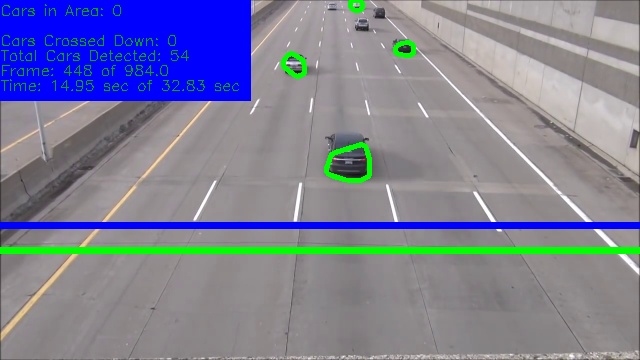 Cars in Area: 0
Cars Crossed Down: 0
Total Cars Detected: 54
Frame: 448 of 984.0
Time: 14.95 sec of 32.83 sec